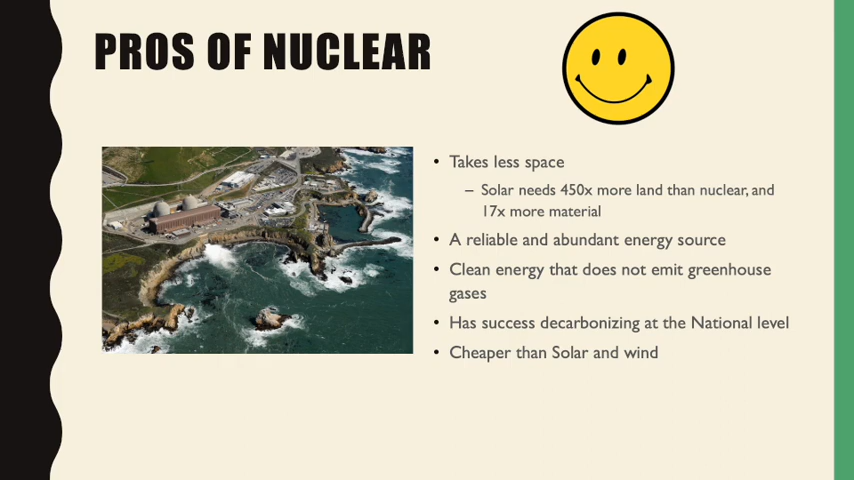 PROS OF NUCLEAR
• Takes less space
– Solar needs 450x more land than nuclear, and
17x more material
• A reliable and abundant energy source
• Clean energy that does not emit greenhouse
gases
• Has success decarbonizing at the National level
• Cheaper than Solar and wind